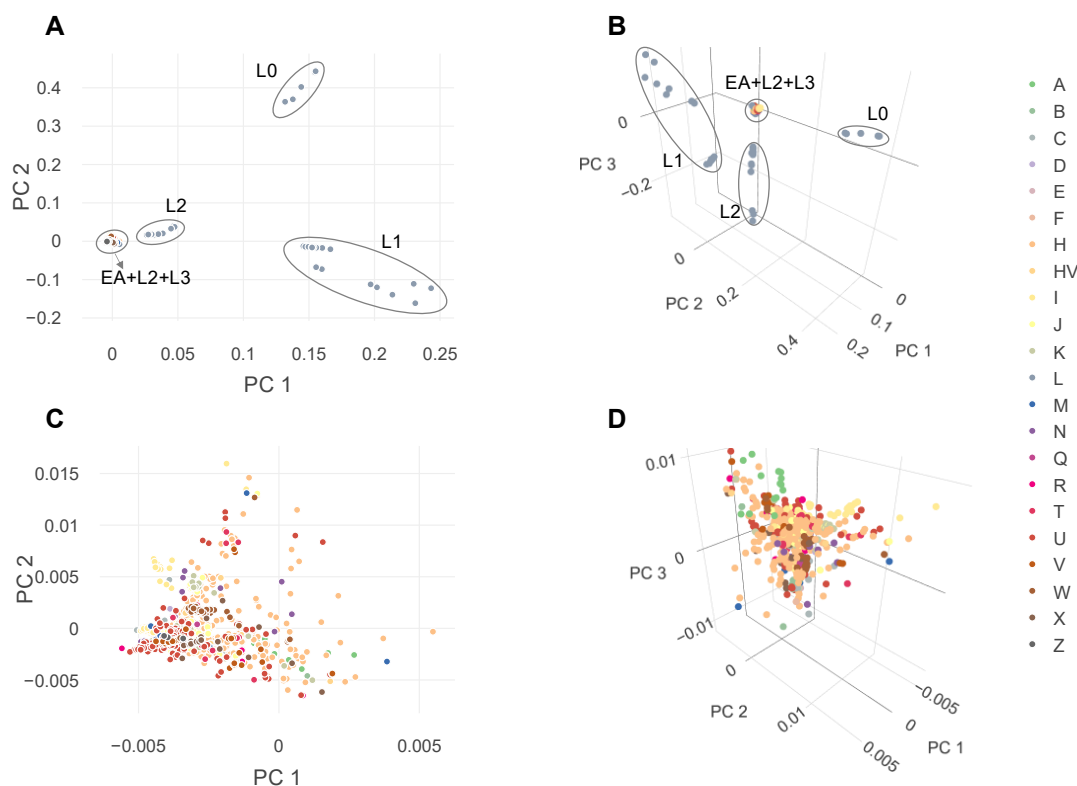 A
L0
L2
L1
EA+L2+L3
0.4
0.3
0.2
0.1
0
−0.1
−0.2
PC 2
0
0.05
0.1
0.15
0.2
0.25
PC 1
B
EA+L2+L3
L0
L1
L2
0
−0.2
PC 3
0
0.2
0.4
PC 2
0
0.1
0.2
PC 1
C
0.015
0.01
0.005
0
−0.005
PC 2
−0.005
0
0.005
PC 1
D
0.01
0
−0.01
PC 3
0
0.01
PC 2
−0.005
0
0.005
PC 1
A
B
C
D
E
F
H
HV
I
J
K
L
M
N
Q
R
T
U
V
W
X
Z